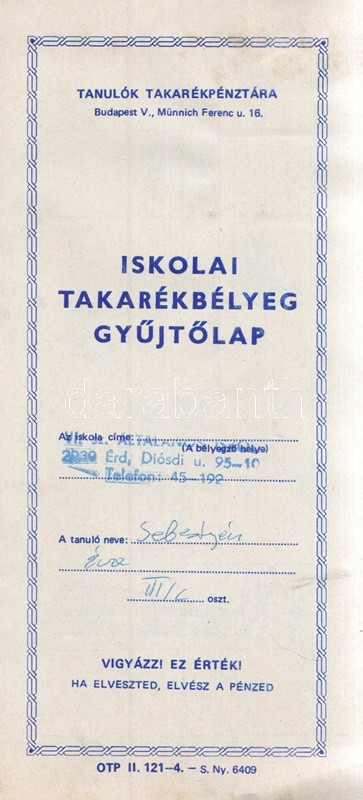 TANULÓK TAKARÉKPÉNZTÁRA
Budapest V., Münnich Ferenc u. 16.
ISKOLAI
TAKARÉKBÉLYEG
GYŰJTŐLAP
darabanth
Az iskola címe:
(A bélyegző helye)
ÁLTALÁNOS
2030 Érd, Diósdi u. 95–10
Telefon: 45–192
A tanuló neve: Sebestyén
Éva
III/c oszt.
VIGYÁZZ! EZ ÉRTÉK!
HA ELVESZTED, ELVÉSZ A PÉNZED
OTP II. 121–4. – S. Ny. 6409